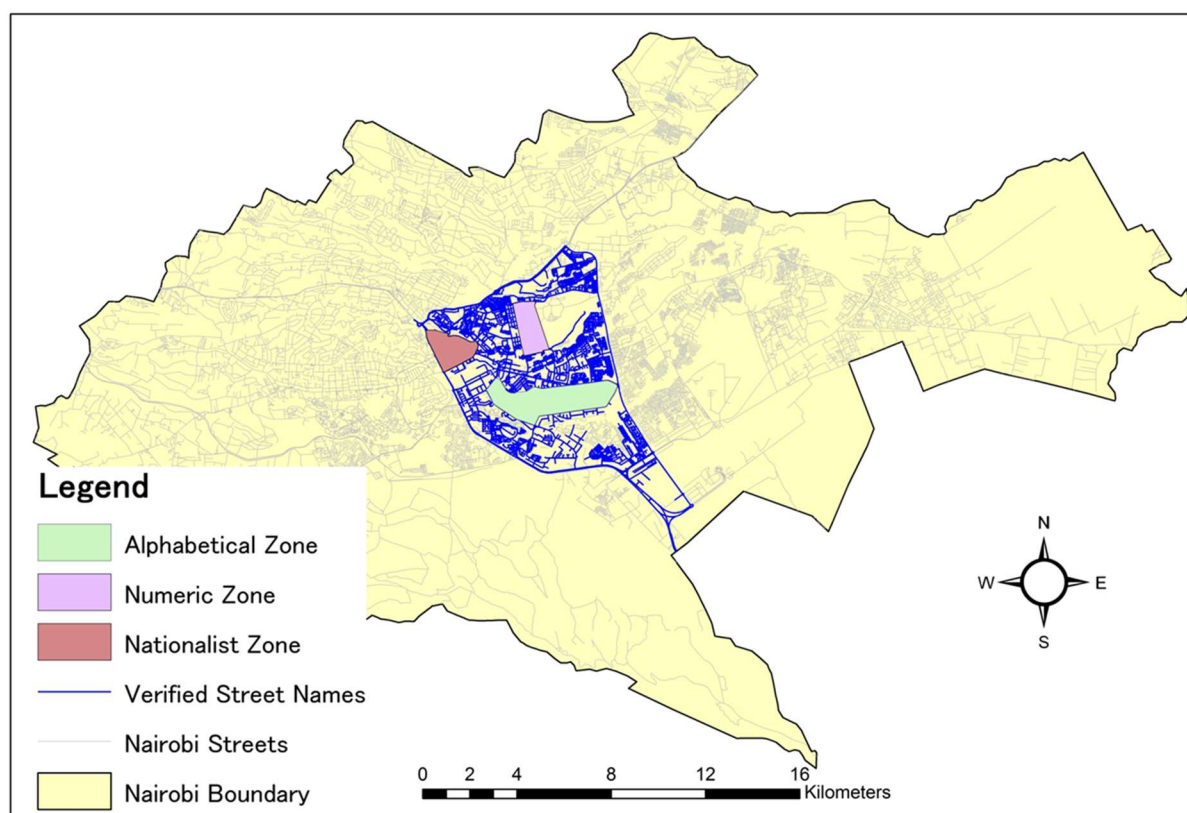 Legend
Alphabetical Zone
Numeric Zone
Nationalist Zone
Verified Street Names
Nairobi Streets
Nairobi Boundary
0 2 4 8 12 16
Kilometers
N
W E
S